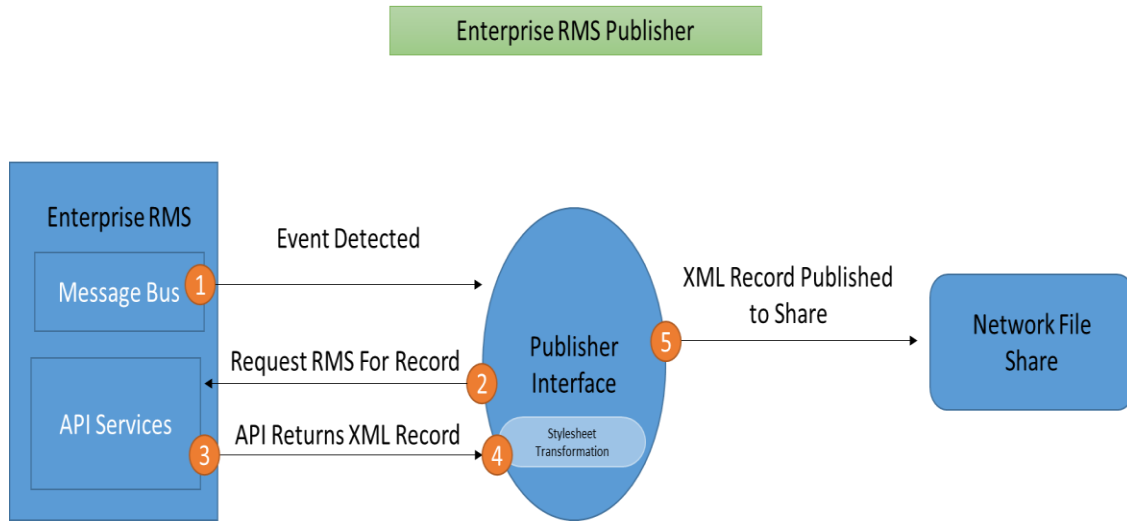 Enterprise RMS Publisher
Enterprise RMS
Message Bus
1
Event Detected
Request RMS For Record
2
API Services
3
API Returns XML Record
4
Publisher
Interface
Stylesheet
Transformation
5
XML Record Published
to Share
Network File
Share